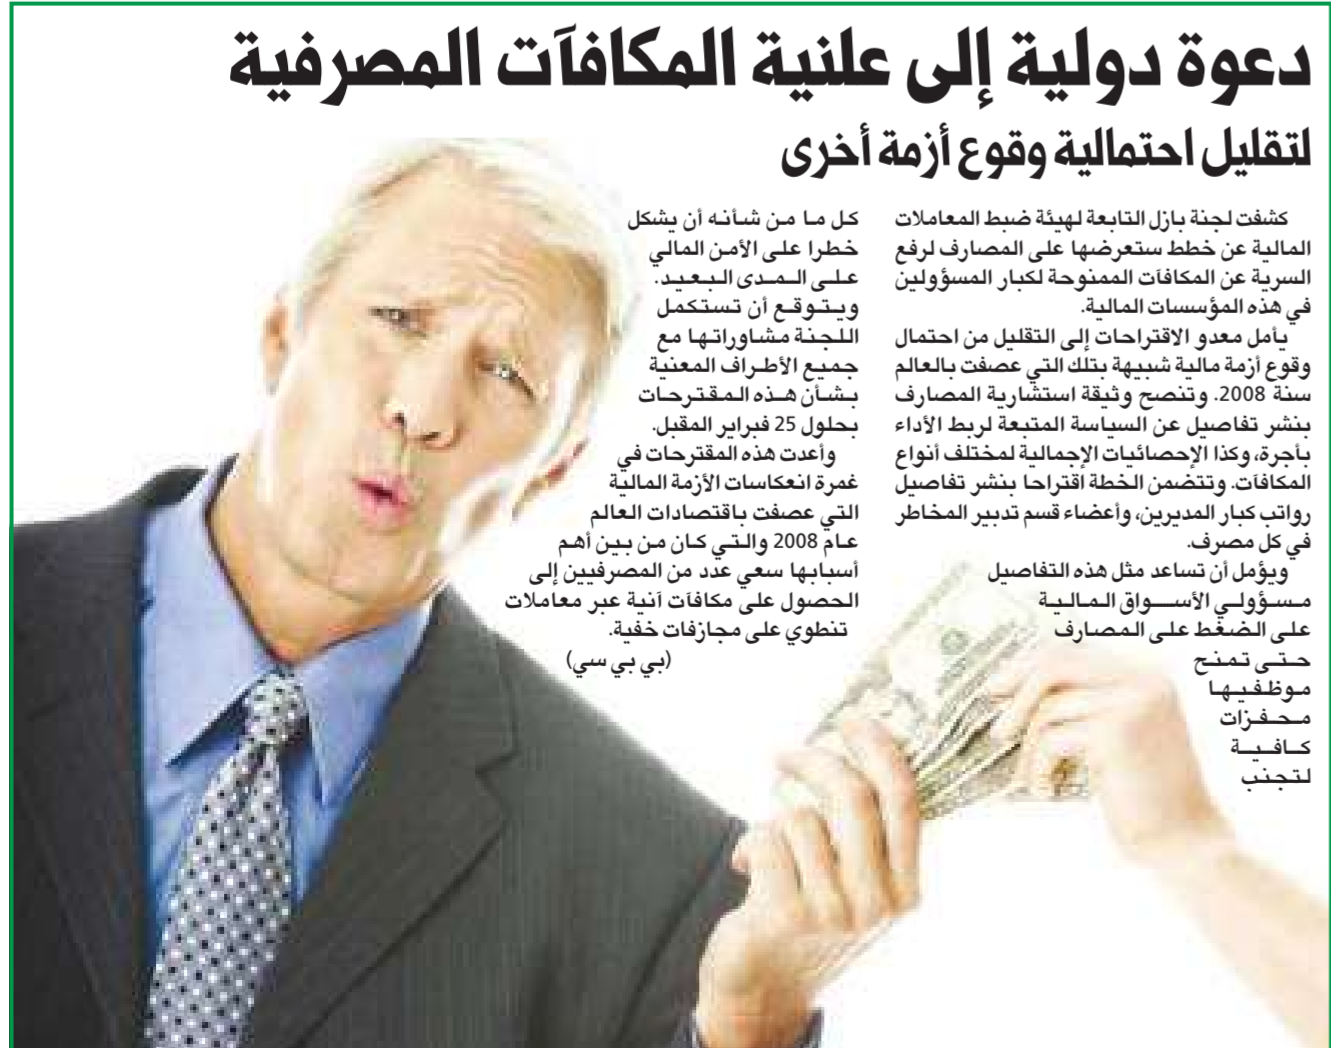 دعوة دولية إلى علنية المكافآت المصرفية
لتقليل احتمالية وقوع أزمة أخرى
كشفت لجنة بازل التابعة لهيئة ضبط المعاملات
المالية عن خطط ستعرضها على المصارف لرفع
السرية عن المكافآت الممنوحة لكبار المسؤولين
في هذه المؤسسات المالية.
يأمل معدو الاقتراحات إلى التقليل من احتمال
وقوع أزمة مالية شبيهة بتلك التي عصفت بالعالم
سنة 2008. وتنصح وثيقة استشارية المصارف
بنشر تفاصيل عن السياسة المتبعة لربط الأداء
بأجرة، وكذا الإحصائيات الإجمالية لمختلف أنواع
المكافآت. وتتضمن الخطة اقتراحا بنشر تفاصيل
رواتب كبار المديرين، وأعضاء قسم تدبير المخاطر
في كل مصرف.
ويؤمل أن تساعد مثل هذه التفاصيل
مسؤولي الأسواق المالية
على الضغط على المصارف
حتى تمنح
موظفيها
محفزات
كافية
لتجنب
كل ما من شأنه أن يشكل
خطرا على الأمن المالي
على المدى البعيد.
ويتوقع أن تستكمل
اللجنة مشاوراتها مع
جميع الأطراف المعنية
بشأن هذه المقترحات
بحلول 25 فبراير المقبل.
وأعدت هذه المقترحات في
غمرة انعكاسات الأزمة المالية
التي عصفت باقتصادات العالم
عام 2008 والتي كان من بين أهم
أسبابها سعي عدد من المصرفيين إلى
الحصول على مكافآت آنية عبر معاملات
تنطوي على مجازفات خفية.
(بي بي سي)